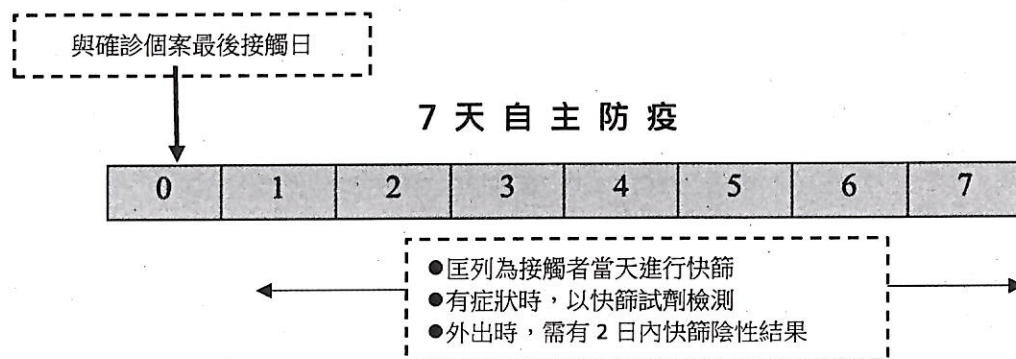 與確診個案最後接觸日
7 天 自 主 防 疫
0 1 2 3 4 5 6 7
●匡列為接觸者當天進行快篩
●有症狀時，以快篩試劑檢測
●外出時，需有 2 日內快篩陰性結果